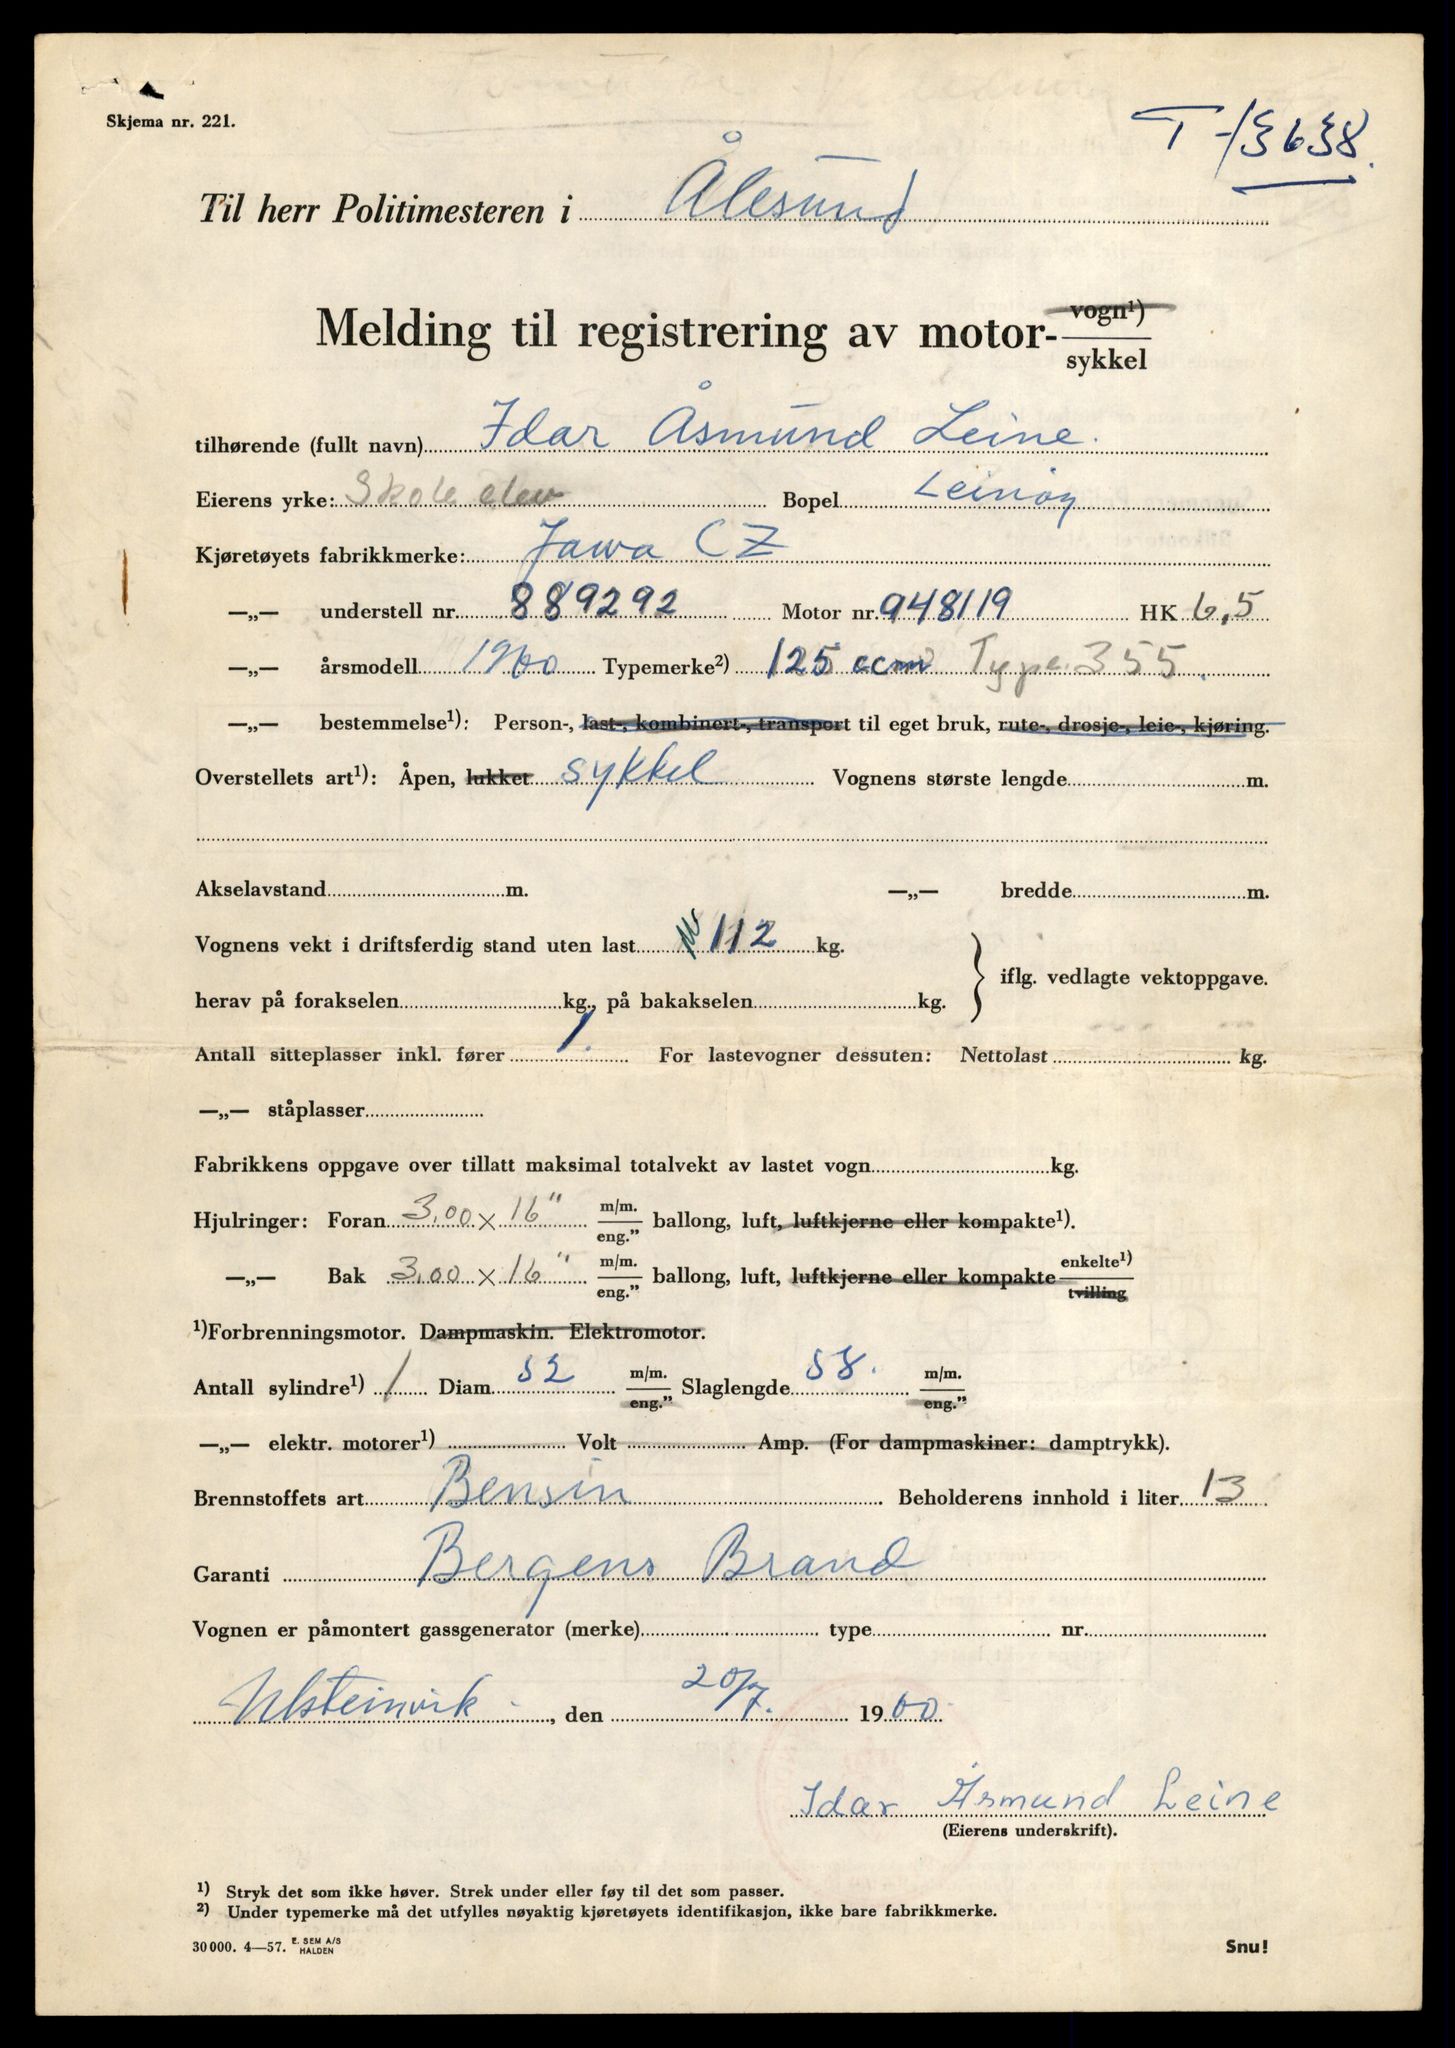 Skjema nr. 221.
T-13638.
Til herr Politimesteren i Ålesund
Melding til registrering av motor- vogn¹) sykkel
tilhørende (fullt navn) Idar Åsmund Leine.
Eierens yrke: Skole elev Bopel Leinøy
Kjøretøyets fabrikkmerke: Jawa CZ
—„— understell nr. 889292 Motor nr. 948119 HK 6,5
—„— årsmodell 1960 Typemerke²) 125 ccm Type 355.
—„— bestemmelse¹): Person-, last-, kombinert-, transport til eget bruk, rute-, drosje-, leie-, kjøring.
Overstellets art¹): Åpen, lukket sykkel Vognens største lengde m.
Akselavstand m. —„— bredde m.
Vognens vekt i driftsferdig stand uten last 112 kg.
iflg. vedlagte vektoppgave.
herav på forakselen kg., på bakakselen kg.
Antall sitteplasser inkl. fører 1. For lastevogner dessuten: Nettolast kg.
—„— ståplasser
Fabrikkens oppgave over tillatt maksimal totalvekt av lastet vogn kg.
Hjulringer: Foran 3.00 x 16" m/m. eng.” ballong, luft, luftkjerne eller kompakte¹).
—„— Bak 3.00 x 16" m/m. eng.” ballong, luft, luftkjerne eller kompakte enkelte¹) tvilling
¹)Forbrenningsmotor. Dampmaskin. Elektromotor.
Antall sylindre¹) 1 Diam. 52 m/m. eng.” Slaglengde 58. m/m. eng.”
—„— elektr. motorer¹) Volt Amp. (For dampmaskiner: damptrykk).
Brennstoffets art Bensin Beholderens innhold i liter 13
Garanti Bergens Brand
Vognen er påmontert gassgenerator (merke) type nr.
Ulsteinvik, den 20/7. 1960.
Idar Åsmund Leine
(Eierens underskrift).
¹) Stryk det som ikke høver. Strek under eller føy til det som passer.
²) Under typemerke må det utfylles nøyaktig kjøretøyets identifikasjon, ikke bare fabrikkmerke.
30 000. 4—57. E. SEM A/S HALDEN
Snu!